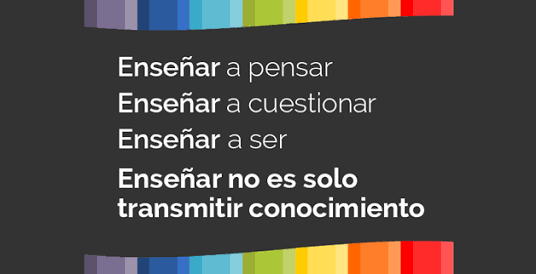 Enseñar a pensar
Enseñar a cuestionar
Enseñar a ser
Enseñar no es solo
transmitir conocimiento